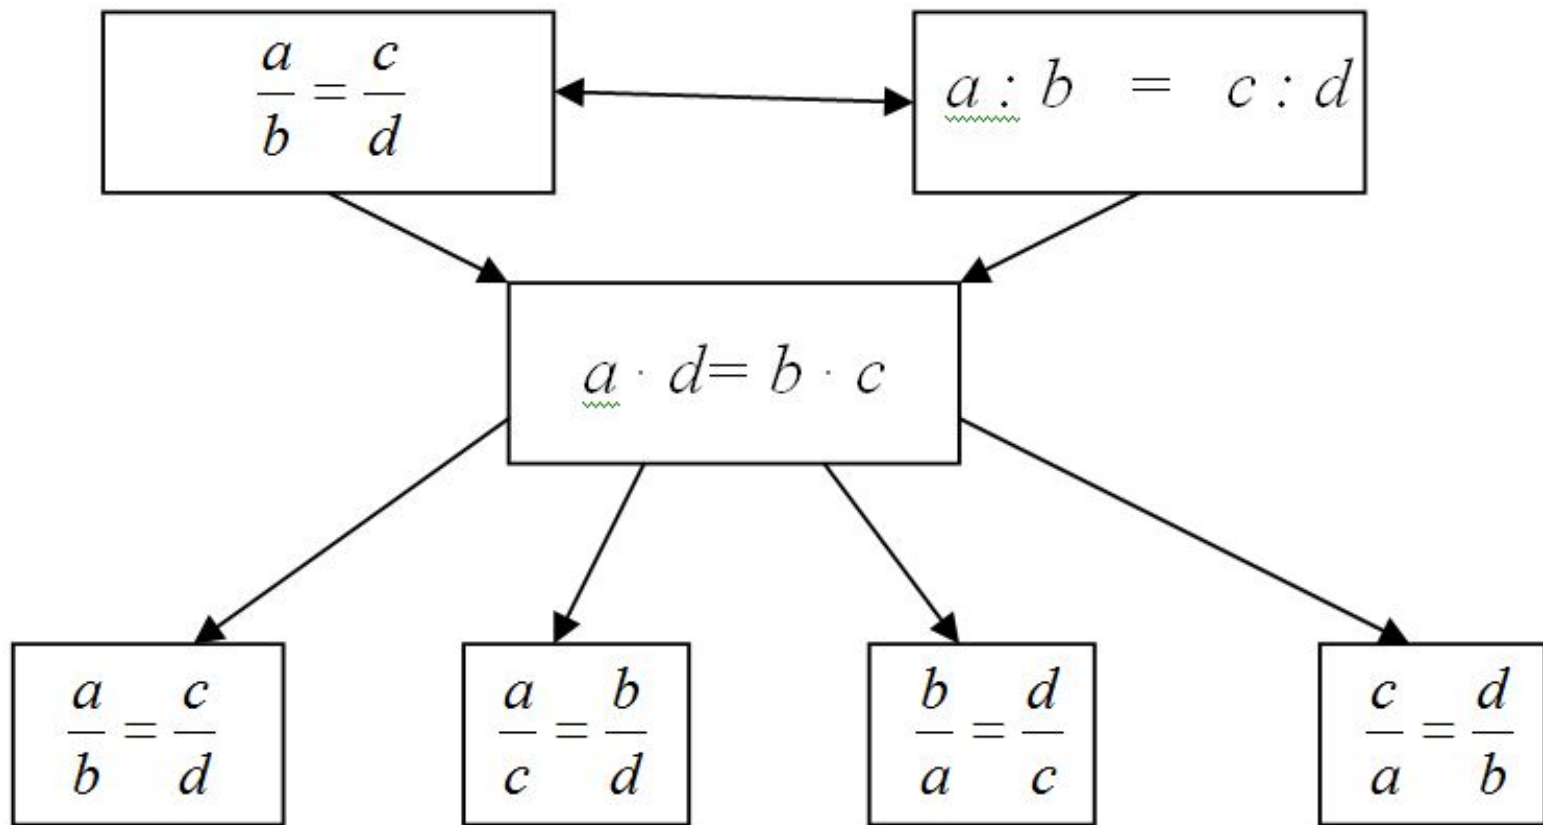 a/b = c/d
a : b = c : d
a · d= b · c
a/b = c/d
a/c = b/d
b/a = d/c
c/a = d/b